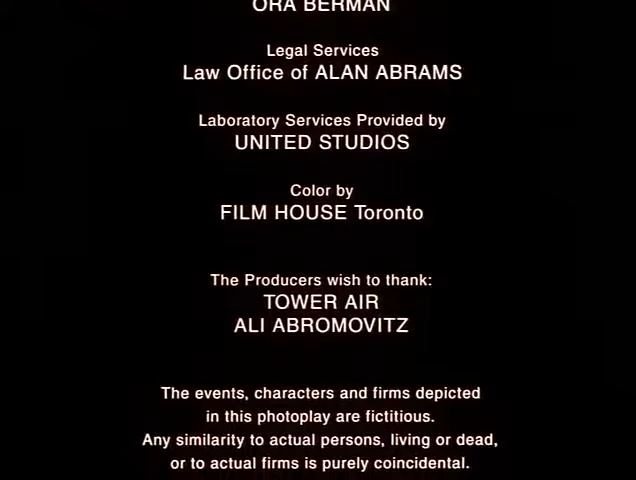 ORA BERMAN
Legal Services
Law Office of ALAN ABRAMS
Laboratory Services Provided by
UNITED STUDIOS
Color by
FILM HOUSE Toronto
The Producers wish to thank:
TOWER AIR
ALI ABROMOVITZ
The events, characters and firms depicted
in this photoplay are fictitious.
Any similarity to actual persons, living or dead,
or to actual firms is purely coincidental.